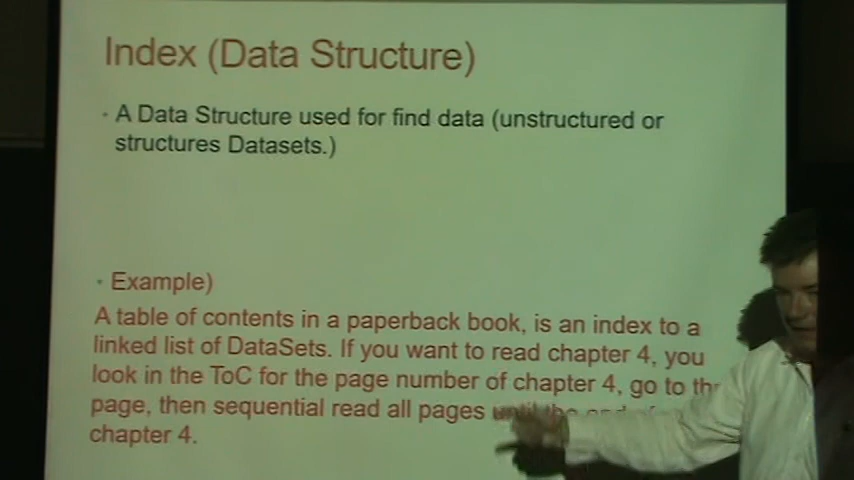 Index (Data Structure)
· A Data Structure used for find data (unstructured or
structures Datasets.)
· Example)
A table of contents in a paperback book, is an index to a
linked list of DataSets. If you want to read chapter 4, you
look in the ToC for the page number of chapter 4, go to
page, then sequential read all pages until the end of
chapter 4.